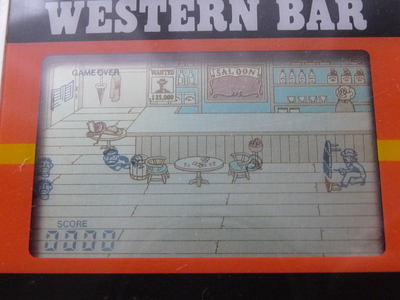 WESTERN BAR
GAME OVER
WANTED
SALOON
SCORE
0000